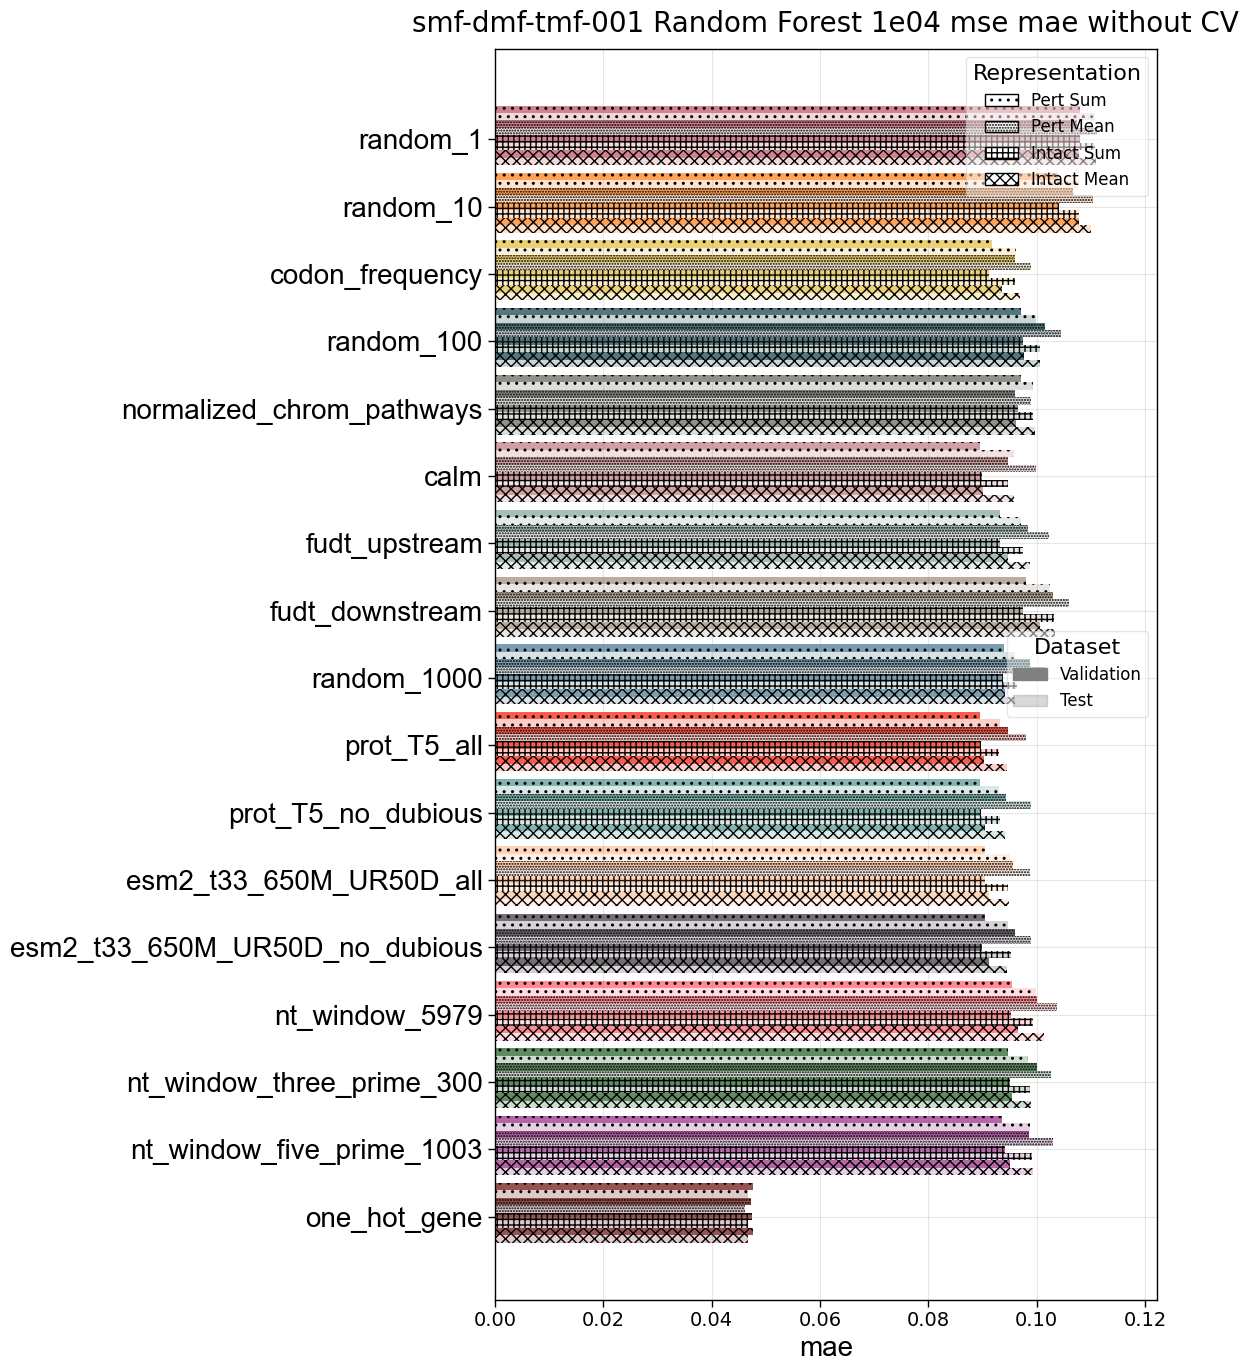 smf-dmf-tmf-001 Random Forest 1e04 mse mae without CV
Representation
Pert Sum
Pert Mean
Intact Sum
Intact Mean
random_1
random_10
codon_frequency
random_100
normalized_chrom_pathways
calm
fudt_upstream
fudt_downstream
Dataset
Validation
Test
random_1000
prot_T5_all
prot_T5_no_dubious
esm2_t33_650M_UR50D_all
esm2_t33_650M_UR50D_no_dubious
nt_window_5979
nt_window_three_prime_300
nt_window_five_prime_1003
one_hot_gene
0.00 0.02 0.04 0.06 0.08 0.10 0.12
mae